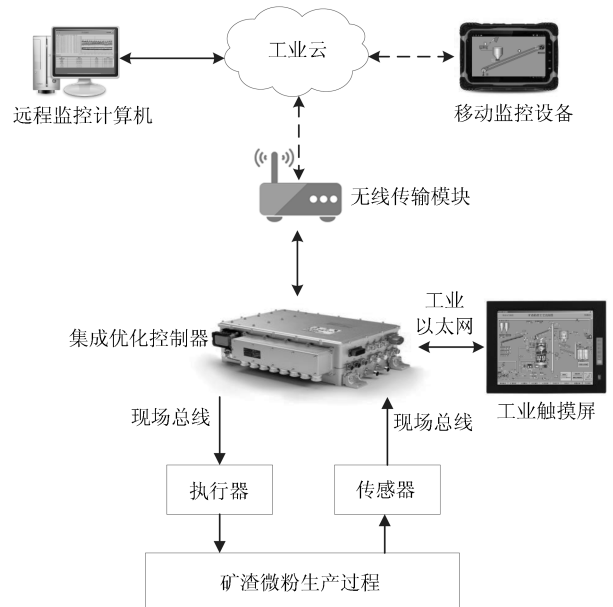 工业云
远程监控计算机
移动监控设备
无线传输模块
工业
以太网
集成优化控制器
工业触摸屏
现场总线
现场总线
执行器
传感器
矿渣微粉生产过程